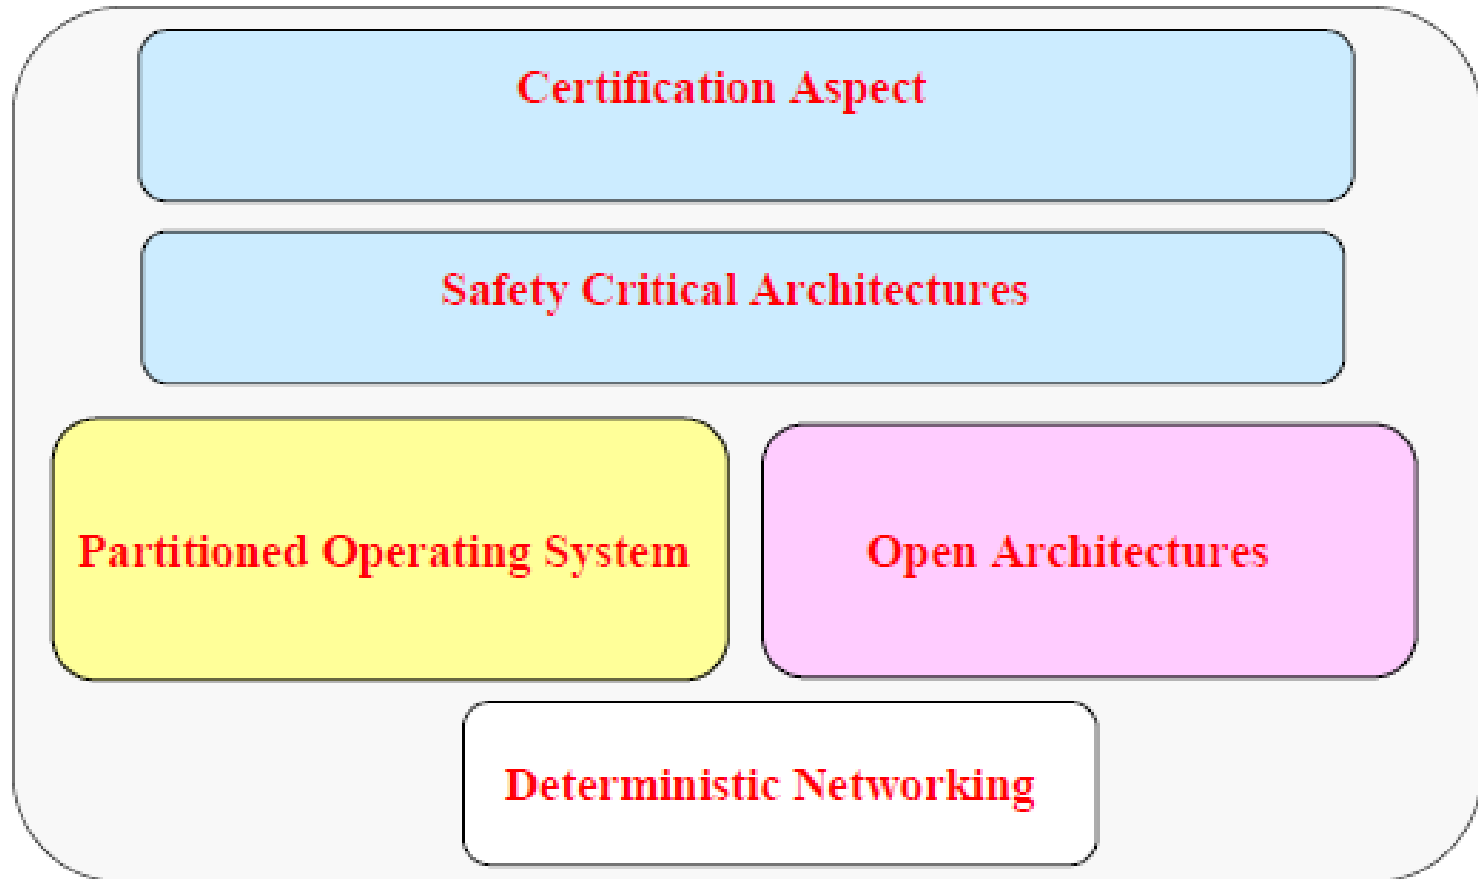 Certification Aspect
Safety Critical Architectures
Partitioned Operating System
Open Architectures
Deterministic Networking